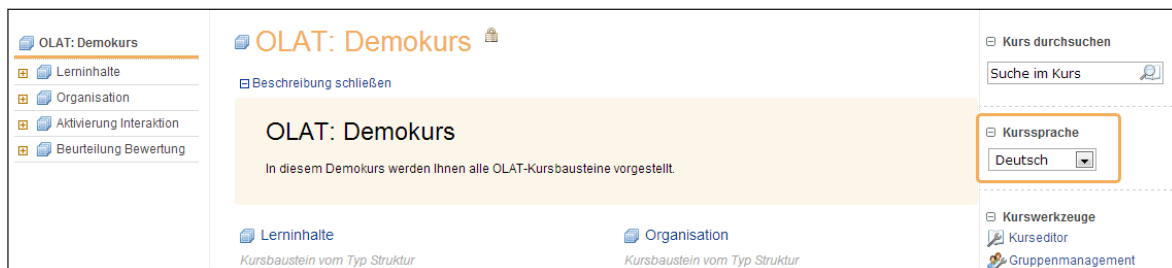 OLAT: Demokurs
Lerninhalte
Organisation
Aktivierung Interaktion
Beurteilung Bewertung
OLAT: Demokurs
Beschreibung schließen
OLAT: Demokurs
In diesem Demokurs werden Ihnen alle OLAT-Kursbausteine vorgestellt.
Lerninhalte
Kursbaustein vom Typ Struktur
Organisation
Kursbaustein vom Typ Struktur
Kurs durchsuchen
Suche im Kurs
Kurssprache
Deutsch
Kurswerkzeuge
Kurseditor
Gruppenmanagement